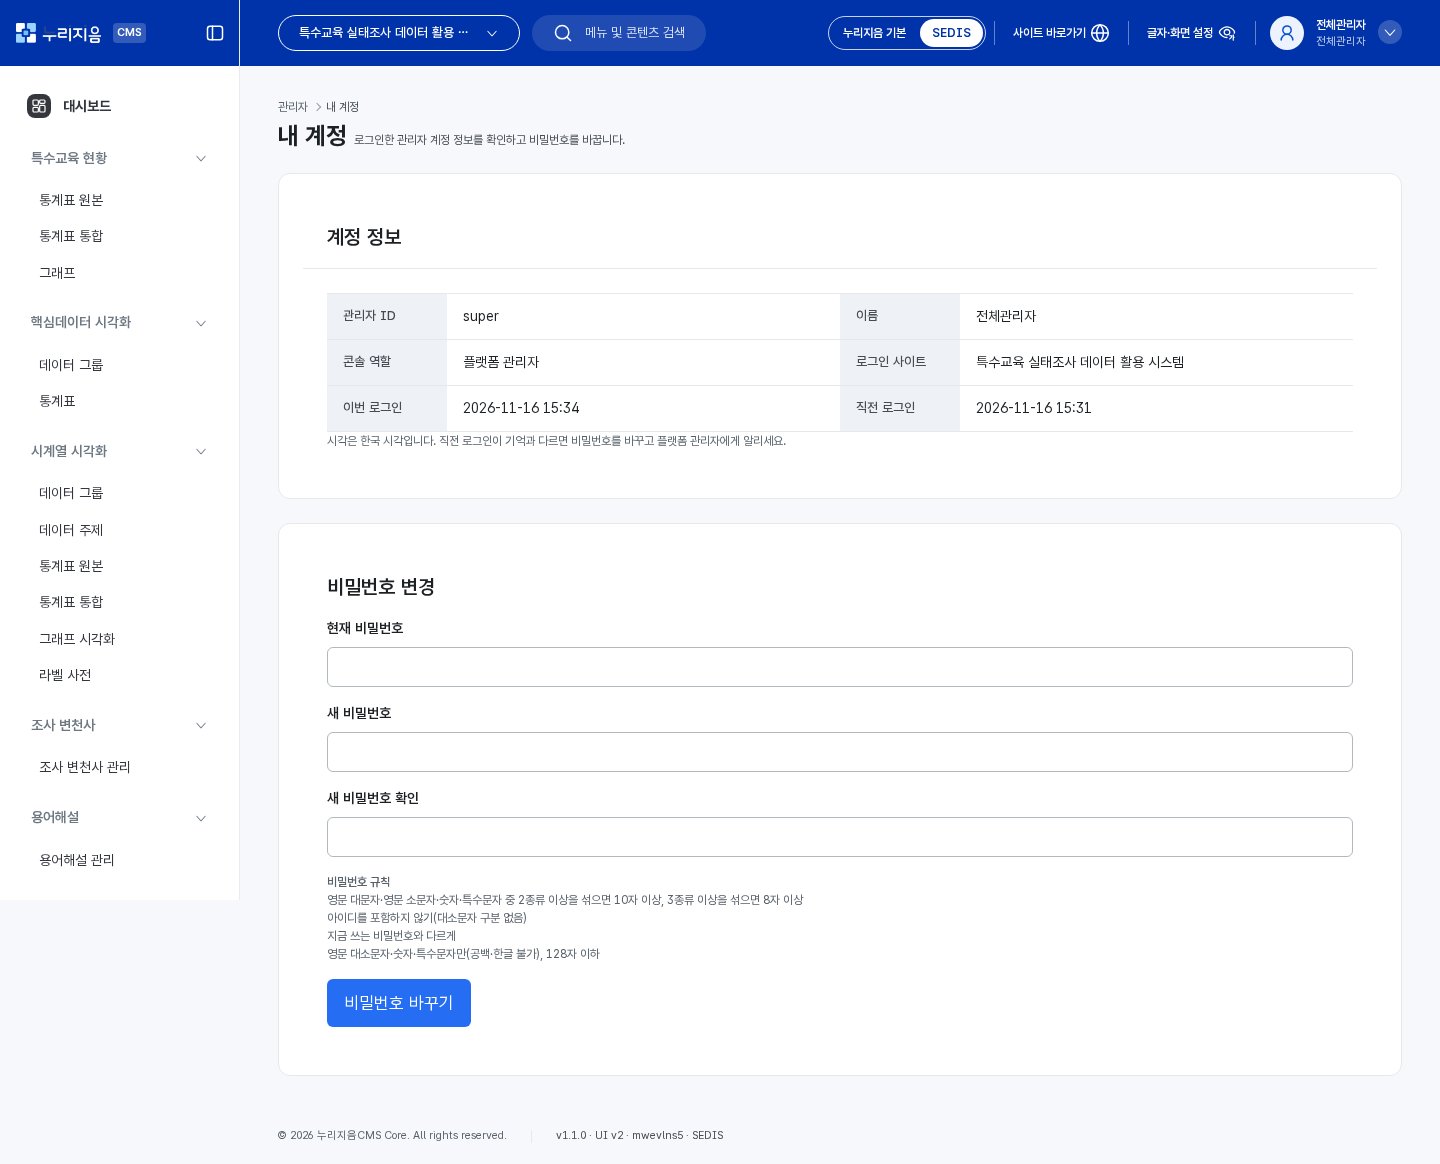 누리지음 CMS
특수교육 실태조사 데이터 활용 ···
메뉴 및 콘텐츠 검색
누리지음 기본
SEDIS
사이트 바로가기
글자·화면 설정
전체관리자
전체관리자
대시보드
특수교육 현황
통계표 원본
통계표 통합
그래프
핵심데이터 시각화
데이터 그룹
통계표
시계열 시각화
데이터 그룹
데이터 주제
통계표 원본
통계표 통합
그래프 시각화
라벨 사전
조사 변천사
조사 변천사 관리
용어해설
용어해설 관리
관리자 > 내 계정
내 계정 로그인한 관리자 계정 정보를 확인하고 비밀번호를 바꿉니다.
계정 정보
관리자 ID super 이름 전체관리자
콘솔 역할 플랫폼 관리자 로그인 사이트 특수교육 실태조사 데이터 활용 시스템
이번 로그인 2026-11-16 15:34 직전 로그인 2026-11-16 15:31
시각은 한국 시각입니다. 직전 로그인이 기억과 다르면 비밀번호를 바꾸고 플랫폼 관리자에게 알리세요.
비밀번호 변경
현재 비밀번호
새 비밀번호
새 비밀번호 확인
비밀번호 규칙
영문 대문자·영문 소문자·숫자·특수문자 중 2종류 이상을 섞으면 10자 이상, 3종류 이상을 섞으면 8자 이상
아이디를 포함하지 않기(대소문자 구분 없음)
지금 쓰는 비밀번호와 다르게
영문 대소문자·숫자·특수문자만(공백·한글 불가), 128자 이하
비밀번호 바꾸기
© 2026 누리지음CMS Core. All rights reserved.
v1.1.0 · UI v2 · mwevlns5 · SEDIS